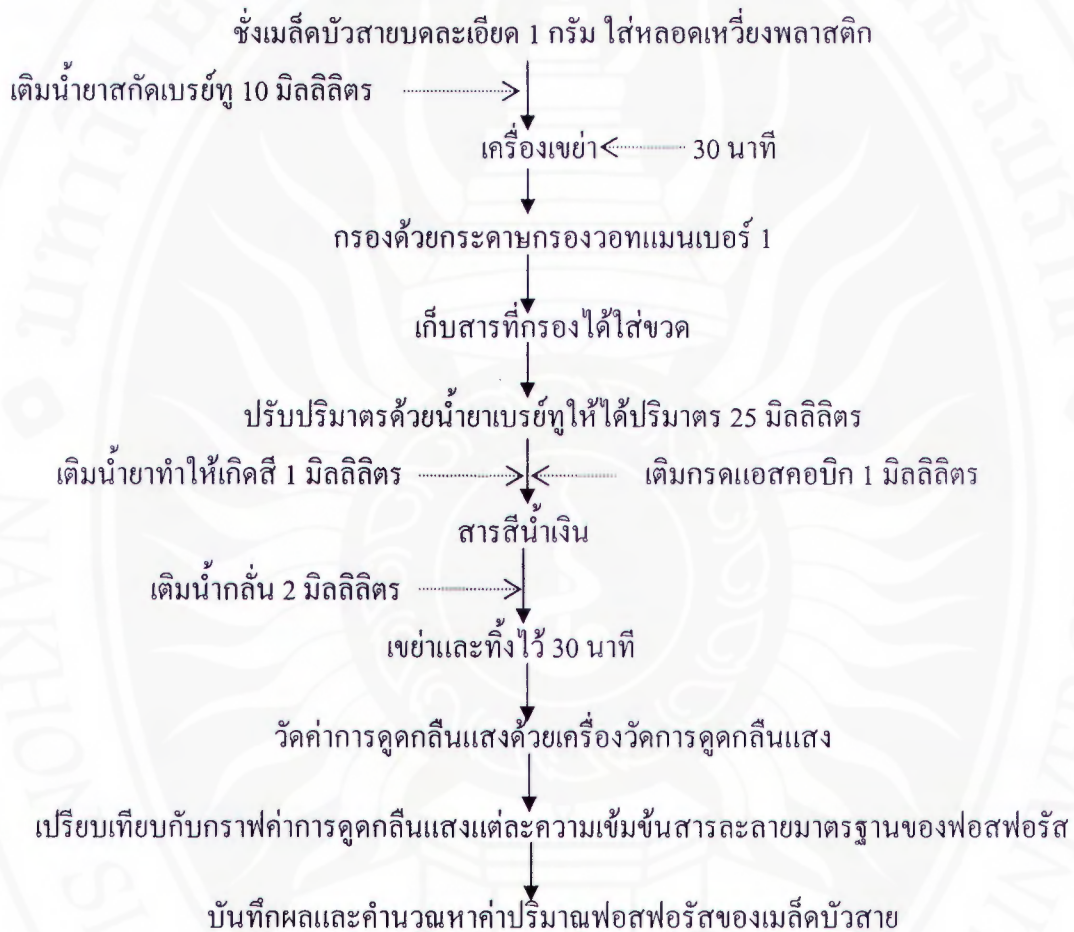 ชั่งเมล็ดบัวสายบดละเอียด 1 กรัม ใส่หลอดเหวี่ยงพลาสติก
เติมน้ำยาสกัดเบรย์ทู 10 มิลลิลิตร
เครื่องเขย่า 30 นาที
กรองด้วยกระดาษกรองวอทแมนเบอร์ 1
เก็บสารที่กรองได้ใส่ขวด
ปรับปริมาตรด้วยน้ำยาเบรย์ทูให้ได้ปริมาตร 25 มิลลิลิตร
เติมน้ำยาทำให้เกิดสี 1 มิลลิลิตร เติมกรดแอสคอบิก 1 มิลลิลิตร
สารสีน้ำเงิน
เติมน้ำกลั่น 2 มิลลิลิตร
เขย่าและทิ้งไว้ 30 นาที
วัดค่าการดูดกลืนแสงด้วยเครื่องวัดการดูดกลืนแสง
เปรียบเทียบกับกราฟค่าการดูดกลืนแสงแต่ละความเข้มข้นสารละลายมาตรฐานของฟอสฟอรัส
บันทึกผลและคำนวณหาค่าปริมาณฟอสฟอรัสของเมล็ดบัวสาย
NAKHON